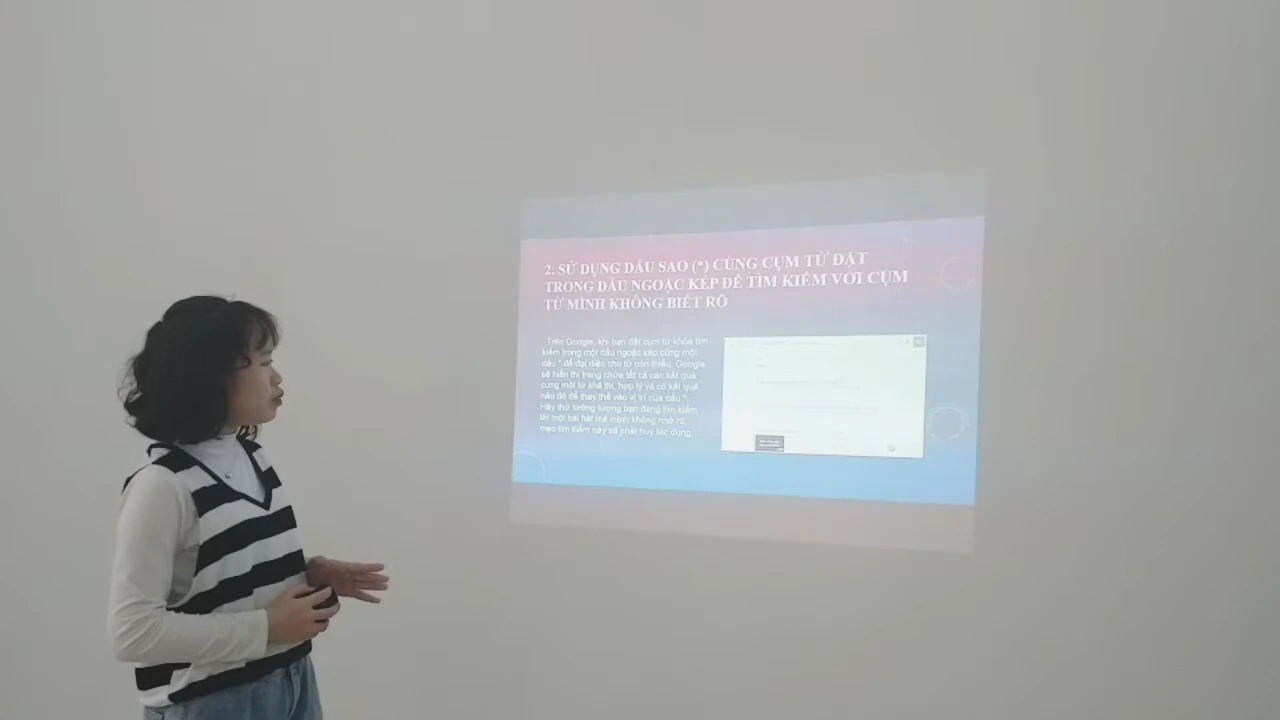 2. SỬ DỤNG DẤU SAO (*) CÙNG CỤM TỪ ĐẶT
TRONG DẤU NGOẶC KÉP ĐỂ TÌM KIẾM VỚI CỤM
TỪ MÌNH KHÔNG BIẾT RÕ
Trên Google, khi bạn đặt cụm từ khóa tìm
kiếm trong một dấu ngoặc kép cùng một
dấu * để đại diện cho từ còn thiếu, Google
sẽ hiển thị trang chứa tất cả các kết quả
cùng một từ khả thi, hợp lý và có kết quả
nào đó để thay thế vào vị trí của dấu *.
Hãy thử tưởng tượng bạn đang tìm kiếm
lời một bài hát mà mình không nhớ rõ,
mẹo tìm kiếm này sẽ phát huy tác dụng